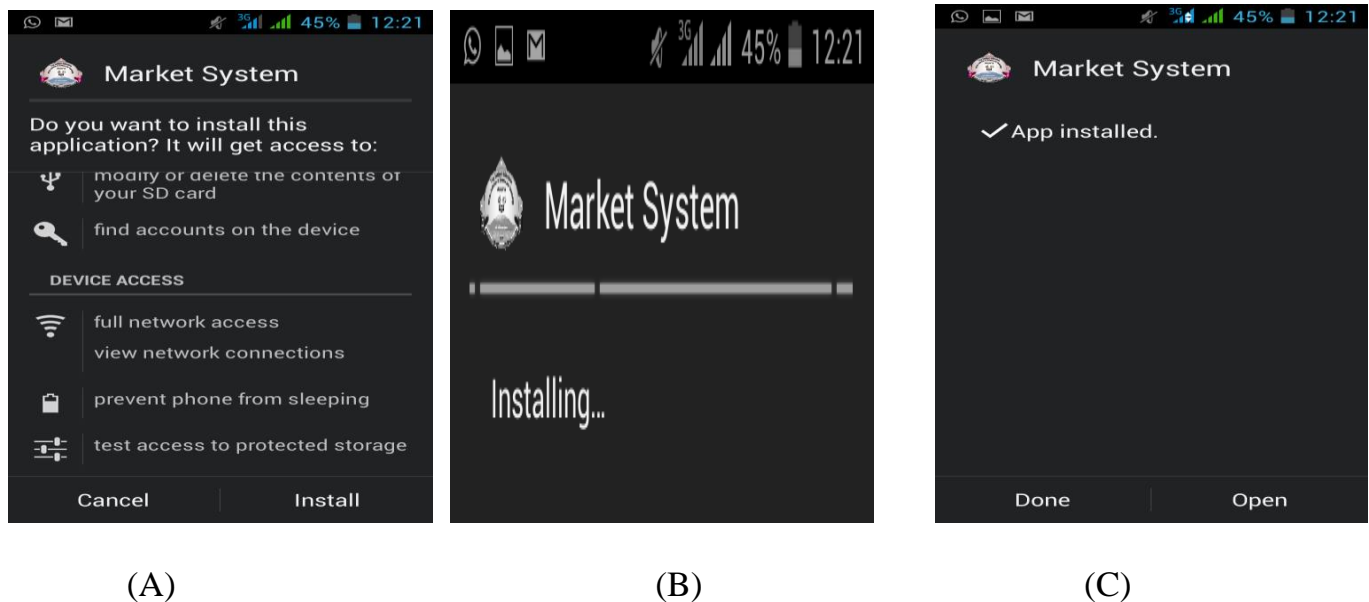 3G 45% 12:21
Market System
Do you want to install this
application? It will get access to:
modify or delete the contents of
your SD card
find accounts on the device
DEVICE ACCESS
full network access
view network connections
prevent phone from sleeping
test access to protected storage
Cancel Install
(A)
3G 45% 12:21
Market System
Installing...
(B)
3G 45% 12:21
Market System
App installed.
Done Open
(C)